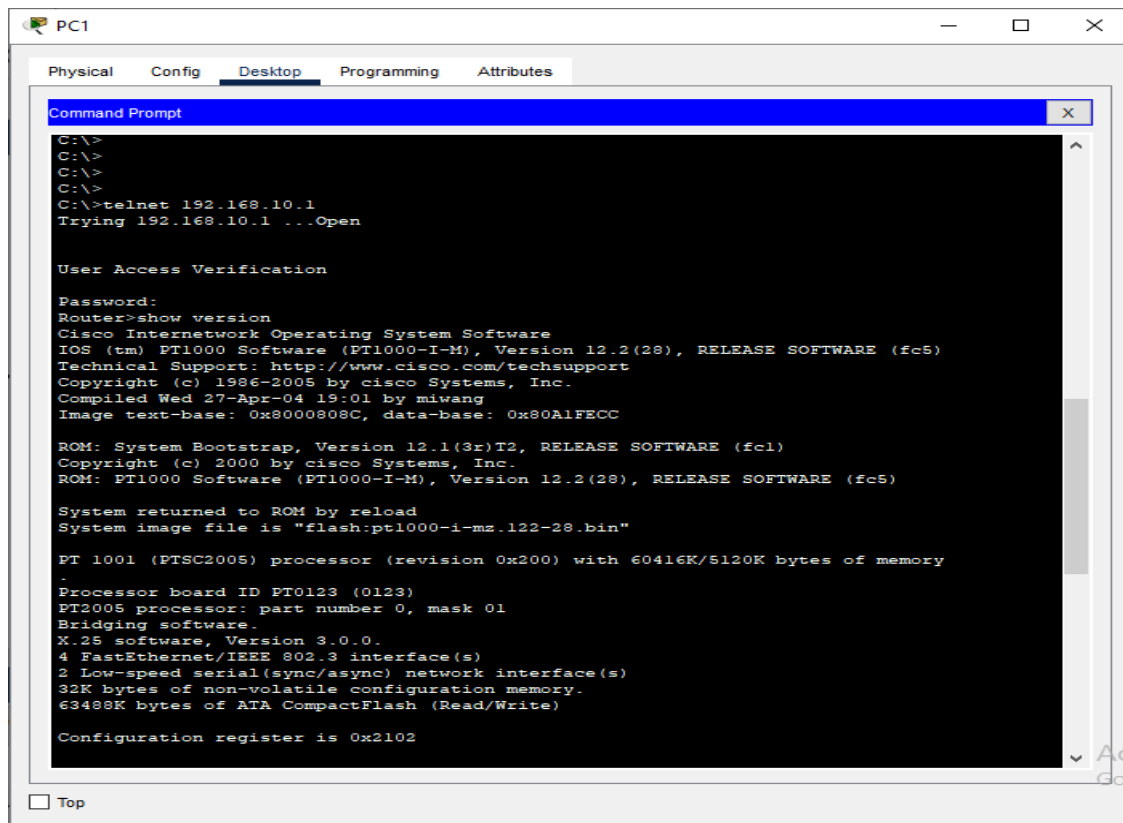 PC1
Physical Config Desktop Programming Attributes
Command Prompt
X
C:\>
C:\>
C:\>
C:\>
C:\>telnet 192.168.10.1
Trying 192.168.10.1 ...Open
User Access Verification
Password:
Router>show version
Cisco Internetwork Operating System Software
IOS (tm) PT1000 Software (PT1000-I-M), Version 12.2(28), RELEASE SOFTWARE (fc5)
Technical Support: http://www.cisco.com/techsupport
Copyright (c) 1986-2005 by cisco Systems, Inc.
Compiled Wed 27-Apr-04 19:01 by miwang
Image text-base: 0x8000808C, data-base: 0x80A1FECC
ROM: System Bootstrap, Version 12.1(3r)T2, RELEASE SOFTWARE (fc1)
Copyright (c) 2000 by cisco Systems, Inc.
ROM: PT1000 Software (PT1000-I-M), Version 12.2(28), RELEASE SOFTWARE (fc5)
System returned to ROM by reload
System image file is "flash:pt1000-i-mz.122-28.bin"
PT 1001 (PTSC2005) processor (revision 0x200) with 60416K/5120K bytes of memory
.
Processor board ID PT0123 (0123)
PT2005 processor: part number 0, mask 01
Bridging software.
X.25 software, Version 3.0.0.
4 FastEthernet/IEEE 802.3 interface(s)
2 Low-speed serial(sync/async) network interface(s)
32K bytes of non-volatile configuration memory.
63488K bytes of ATA CompactFlash (Read/Write)
Configuration register is 0x2102
Ac
Go
Top